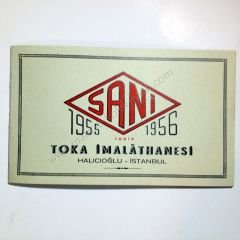 SANİ
1955 1956
TOKA İMALÂTHANESİ
HALICIOĞLU - İSTANBUL